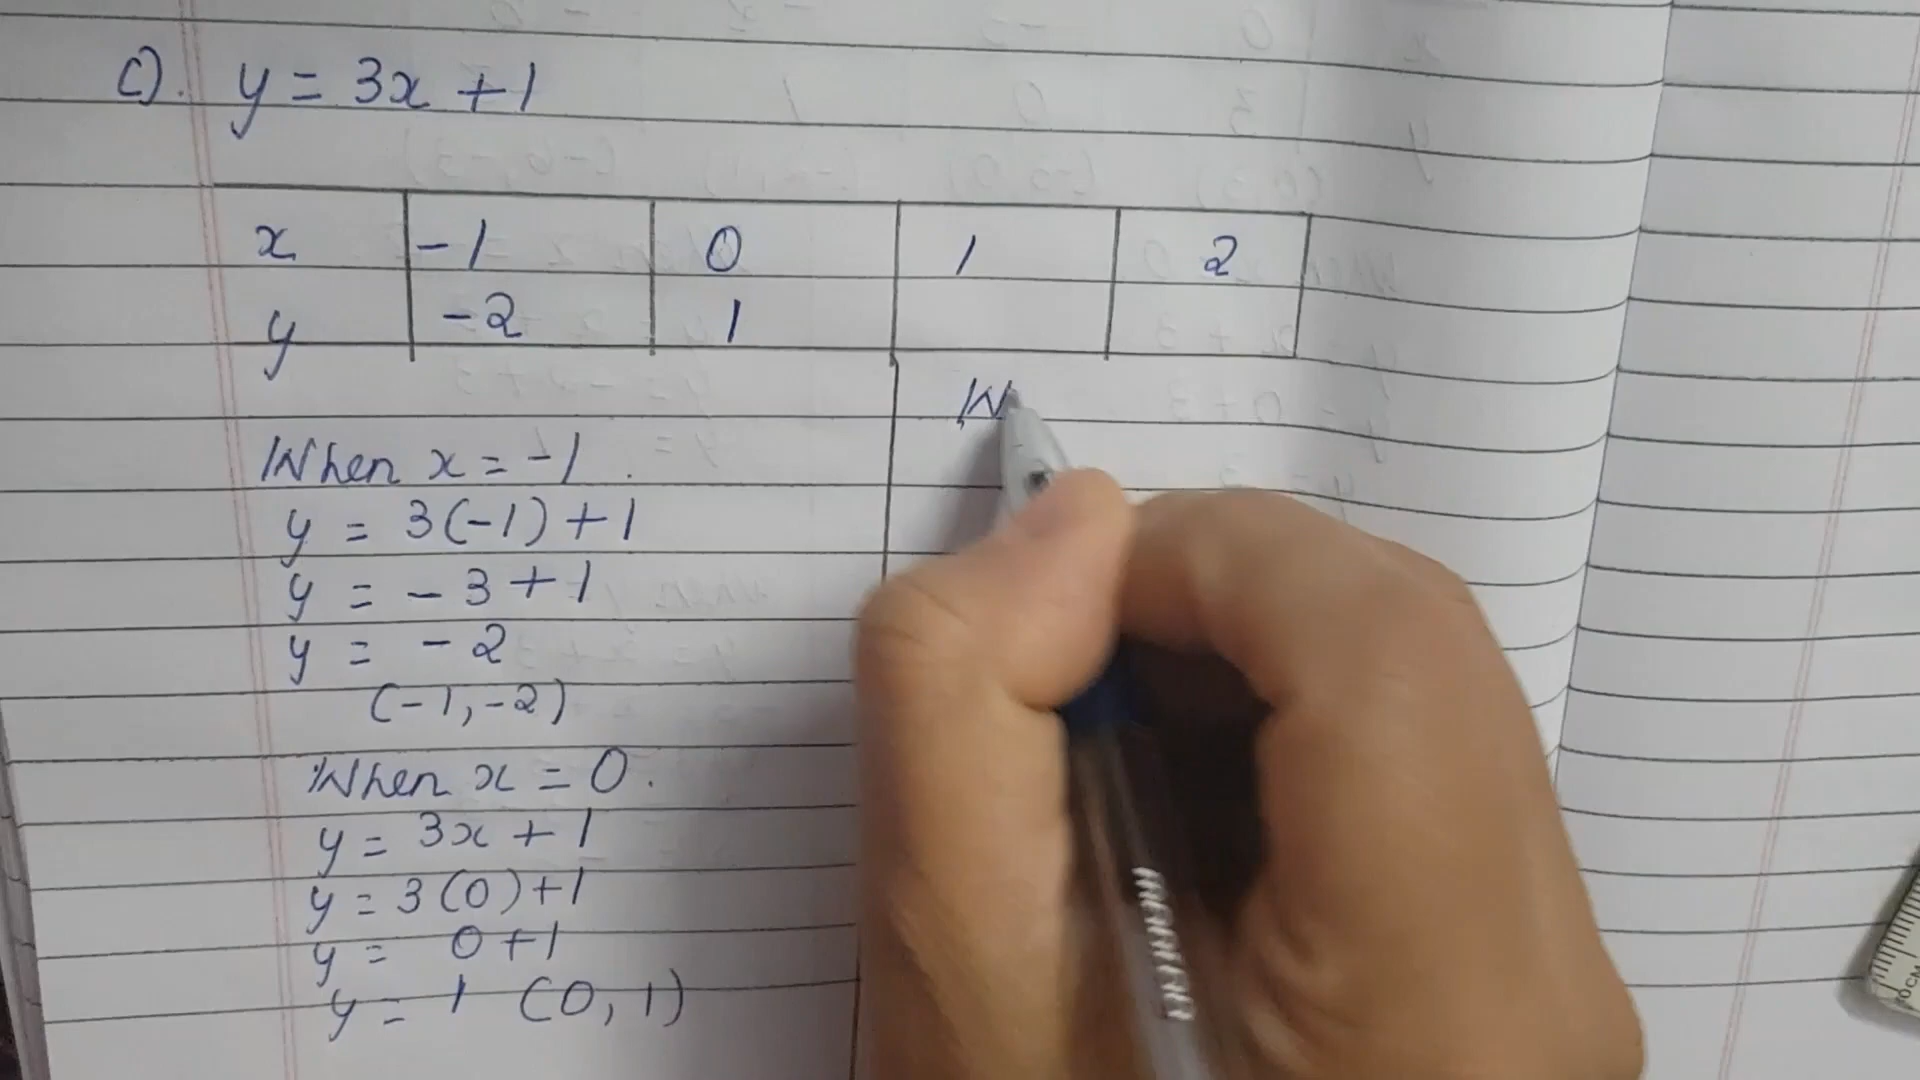 c). y = 3x + 1
x -1 0 1 2
y -2 1
When x = -1.
y = 3(-1) + 1
y = -3 + 1
y = -2
(-1, -2)
When x = 0.
y = 3x + 1
y = 3(0) + 1
y = 0 + 1
y = 1 (0, 1)
W